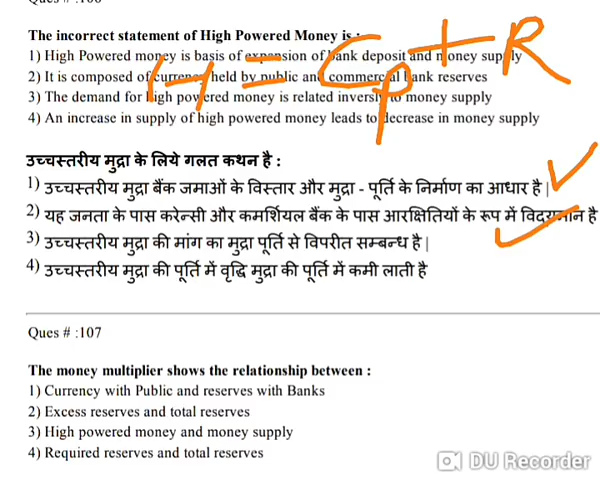 The incorrect statement of High Powered Money is :
1) High Powered money is basis of expansion of bank deposit and money supply
2) It is composed of currency held by public and commercial bank reserves
3) The demand for high powered money is related inversly to money supply
4) An increase in supply of high powered money leads to decrease in money supply
H = Cp + R
उच्चस्तरीय मुद्रा के लिये गलत कथन है :
1) उच्चस्तरीय मुद्रा बैंक जमाओं के विस्तार और मुद्रा - पूर्ति के निर्माण का आधार है |
2) यह जनता के पास करेन्सी और कमर्शियल बैंक के पास आरक्षितियों के रूप में विद्यमान है
3) उच्चस्तरीय मुद्रा की मांग का मुद्रा पूर्ति से विपरीत सम्बन्ध है |
4) उच्चस्तरीय मुद्रा की पूर्ति में वृद्धि मुद्रा की पूर्ति में कमी लाती है
Ques # :107
The money multiplier shows the relationship between :
1) Currency with Public and reserves with Banks
2) Excess reserves and total reserves
3) High powered money and money supply
4) Required reserves and total reserves
DU Recorder